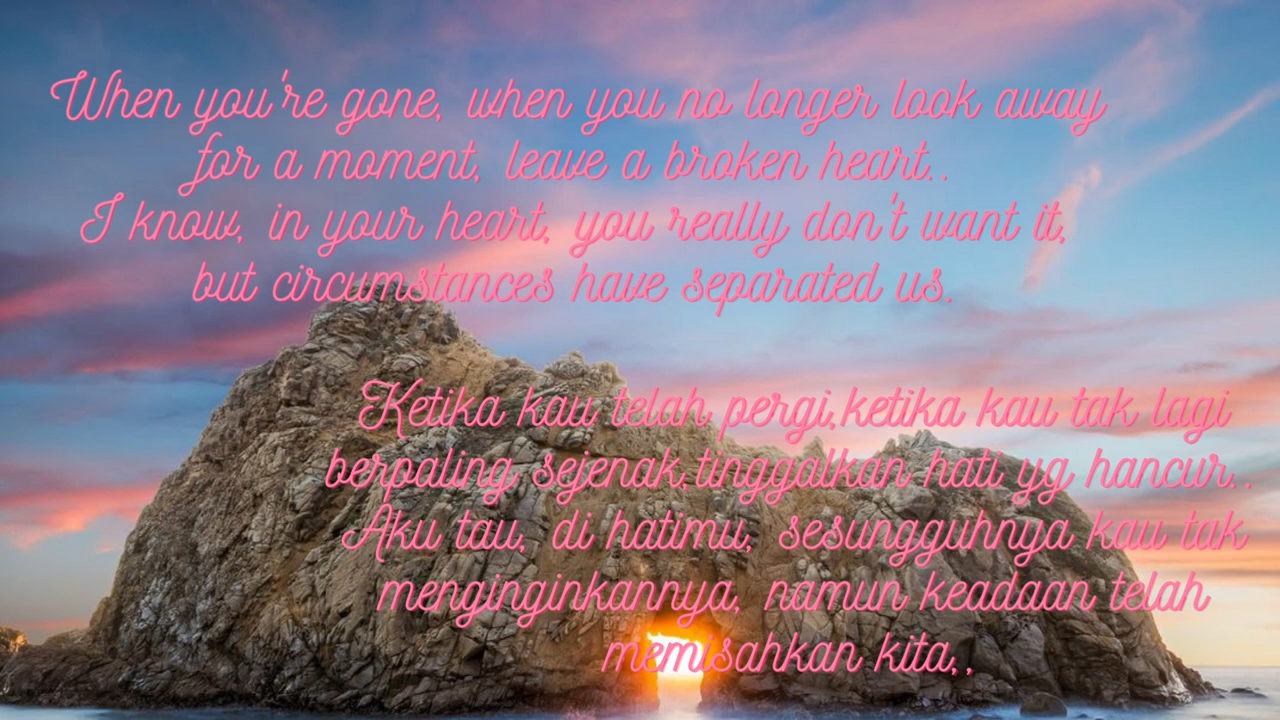 When you're gone, when you no longer look away
for a moment, leave a broken heart..
I know, in your heart, you really don't want it,
but circumstances have separated us.
Ketika kau telah pergi,ketika kau tak lagi
berpaling sejenak,tinggalkan hati yg hancur..
Aku tau, di hatimu, sesungguhnya kau tak
menginginkannya, namun keadaan telah
memisahkan kita,,